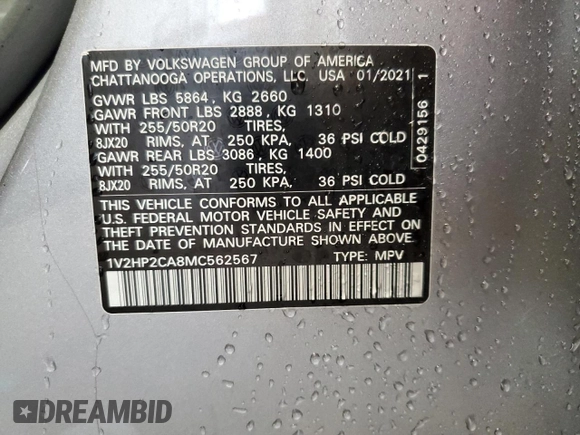 MFD BY VOLKSWAGEN GROUP OF AMERICA
CHATTANOOGA OPERATIONS, LLC. USA 01/2021
GVWR LBS 5864, KG 2660
GAWR FRONT LBS 2888, KG 1310
WITH 255/50R20 TIRES,
8JX20 RIMS, AT 250 KPA, 36 PSI COLD
GAWR REAR LBS 3086, KG 1400
WITH 255/50R20 TIRES,
8JX20 RIMS, AT 250 KPA, 36 PSI COLD
THIS VEHICLE CONFORMS TO ALL APPLICABLE
U.S. FEDERAL MOTOR VEHICLE SAFETY AND
THEFT PREVENTION STANDARDS IN EFFECT ON
THE DATE OF MANUFACTURE SHOWN ABOVE.
1V2HP2CA8MC562567 TYPE: MPV
0429156 1
DREAMBID